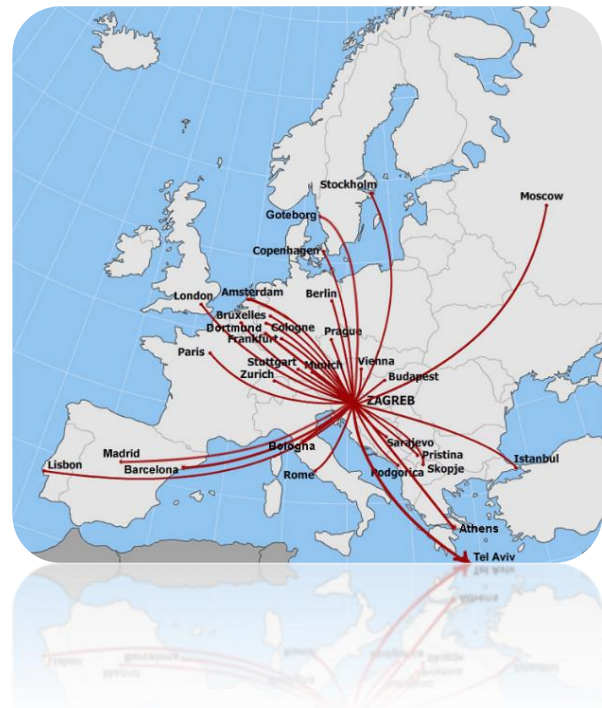 Stockholm
Moscow
Goteborg
Copenhagen
Amsterdam
Berlin
London
Bruxelles
Dortmund
Cologne
Prague
Frankfurt
Paris
Stuttgart
Munich
Vienna
Zurich
Budapest
ZAGREB
Bologna
Sarajevo
Madrid
Pristina
Istanbul
Lisbon
Barcelona
Rome
Podgorica
Skopje
Athens
Tel Aviv